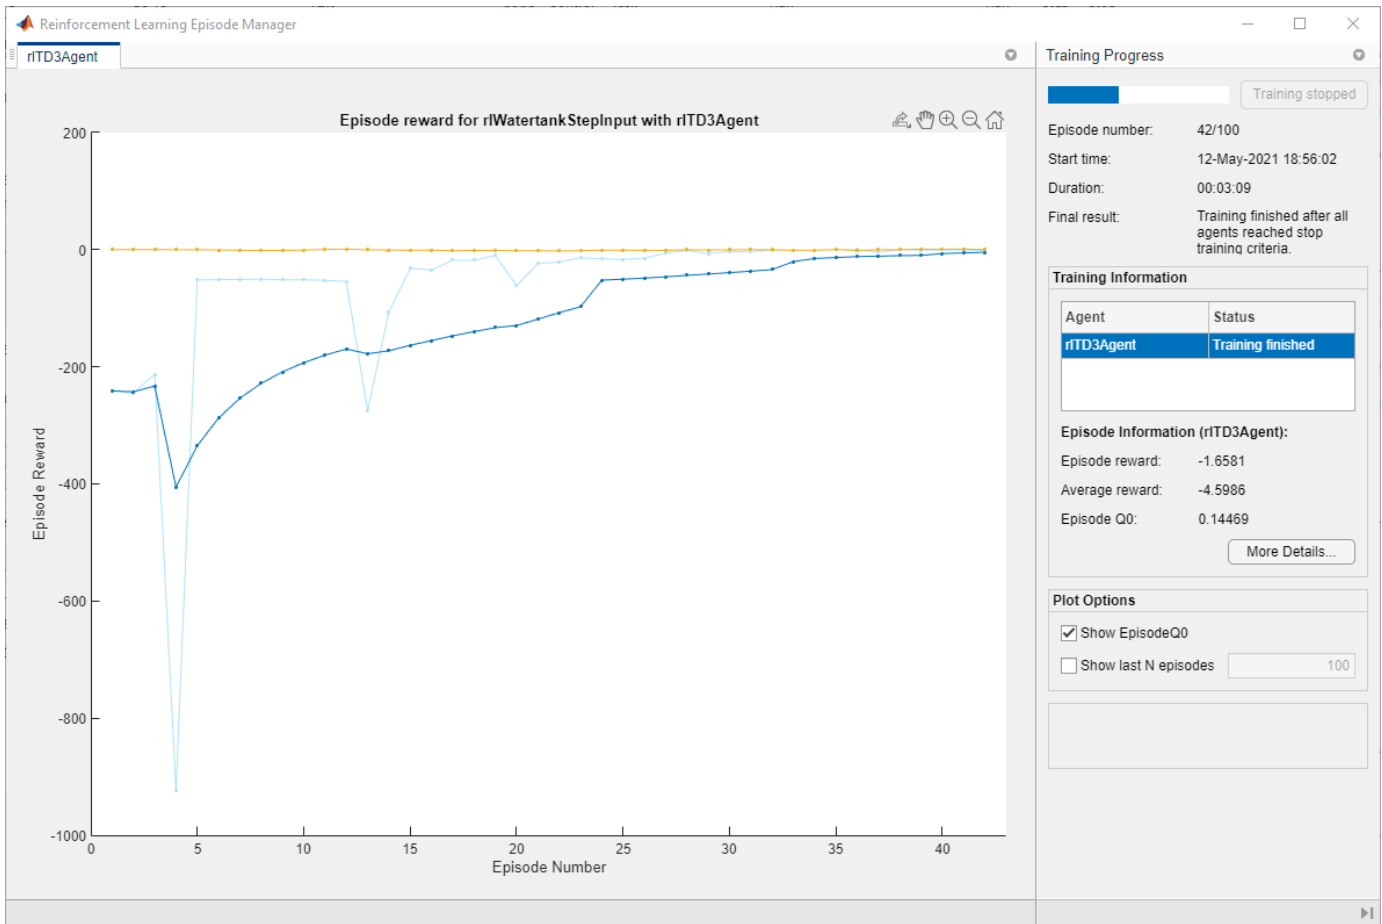 Reinforcement Learning Episode Manager
rlTD3Agent
Training Progress
Training stopped
Episode number: 42/100
Start time: 12-May-2021 18:56:02
Duration: 00:03:09
Final result: Training finished after all
agents reached stop
training criteria.
Training Information
Agent Status
rlTD3Agent Training finished
Episode Information (rlTD3Agent):
Episode reward: -1.6581
Average reward: -4.5986
Episode Q0: 0.14469
More Details...
Plot Options
Show EpisodeQ0
Show last N episodes 100
Episode reward for rlWatertankStepInput with rlTD3Agent
Episode Reward
200
0
-200
-400
-600
-800
-1000
0 5 10 15 20 25 30 35 40
Episode Number